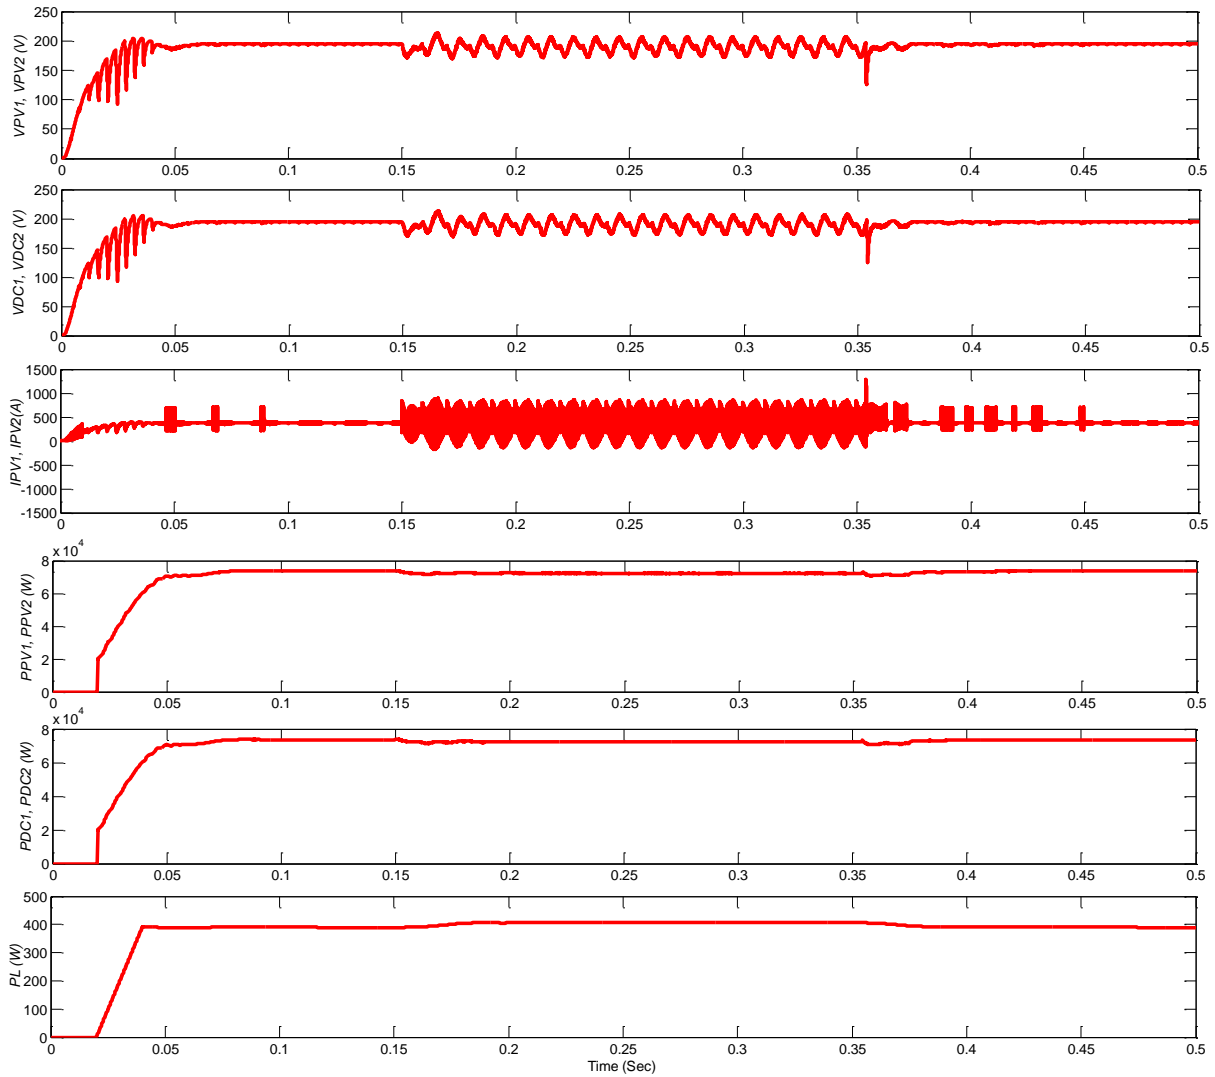 250
200
150
100
50
0
VPV1, VPV2 (V)
0 0.05 0.1 0.15 0.2 0.25 0.3 0.35 0.4 0.45 0.5
250
200
150
100
50
0
VDC1, VDC2 (V)
0 0.05 0.1 0.15 0.2 0.25 0.3 0.35 0.4 0.45 0.5
1500
1000
500
0
-500
-1000
-1500
IPV1, IPV2(A)
0 0.05 0.1 0.15 0.2 0.25 0.3 0.35 0.4 0.45 0.5
x 10^4
8
6
4
2
0
PPV1, PPV2 (W)
0 0.05 0.1 0.15 0.2 0.25 0.3 0.35 0.4 0.45 0.5
x 10^4
8
6
4
2
0
PDC1, PDC2 (W)
0 0.05 0.1 0.15 0.2 0.25 0.3 0.35 0.4 0.45 0.5
500
400
300
200
100
0
PL (W)
0 0.05 0.1 0.15 0.2 0.25 0.3 0.35 0.4 0.45 0.5
Time (Sec)